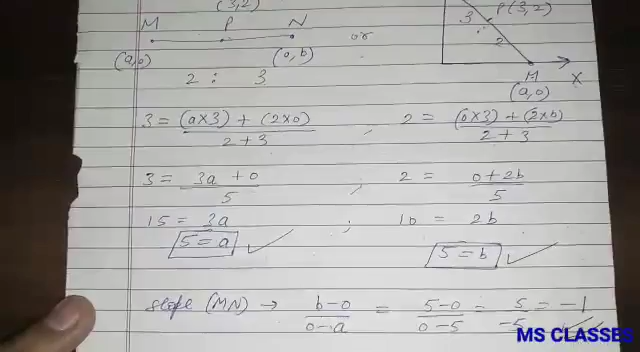 (3,2)
M P N or
(a,0) (0,b)
2 : 3
3 P(3,2)
2
M X
(a,0)
3 = (a×3) + (2×0) / 2+3 , 2 = (0×3) + (2×b) / 2+3
3 = 3a + 0 / 5 ; 2 = 0+2b / 5
15 = 3a ; 10 = 2b
5 = a ✓ 5 = b ✓
slope (MN) → b-0 / 0-a = 5-0 / 0-5 = 5 / -5 = -1
MS CLASSES